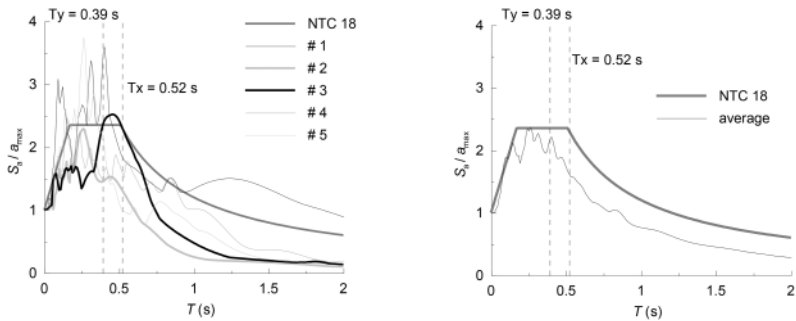 Ty = 0.39 s
Tx = 0.52 s
NTC 18
# 1
# 2
# 3
# 4
# 5
4
3
2
1
0
Sa / amax
0
0.5
1
1.5
2
T (s)
Ty = 0.39 s
Tx = 0.52 s
NTC 18
average
4
3
2
1
0
Sa / amax
0
0.5
1
1.5
2
T (s)